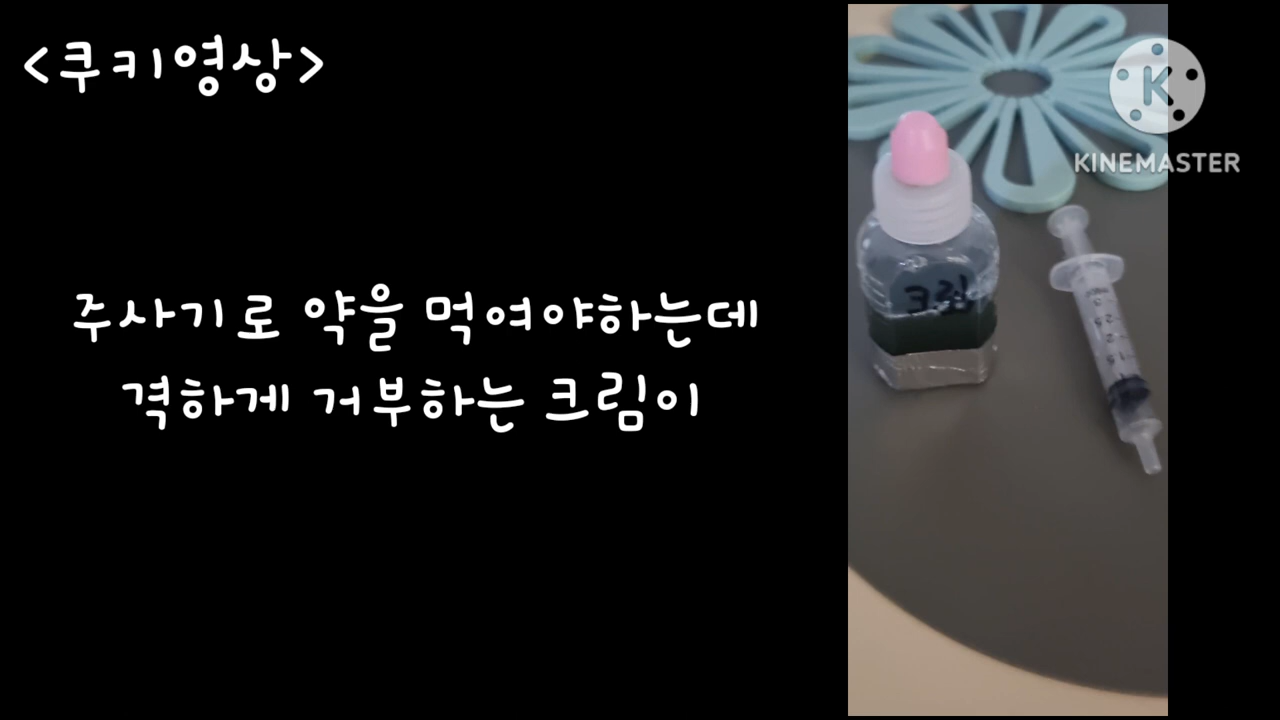 <쿠키영상>
주사기로 약을 먹여야하는데
격하게 거부하는 크림이
K
KINEMASTER
크림